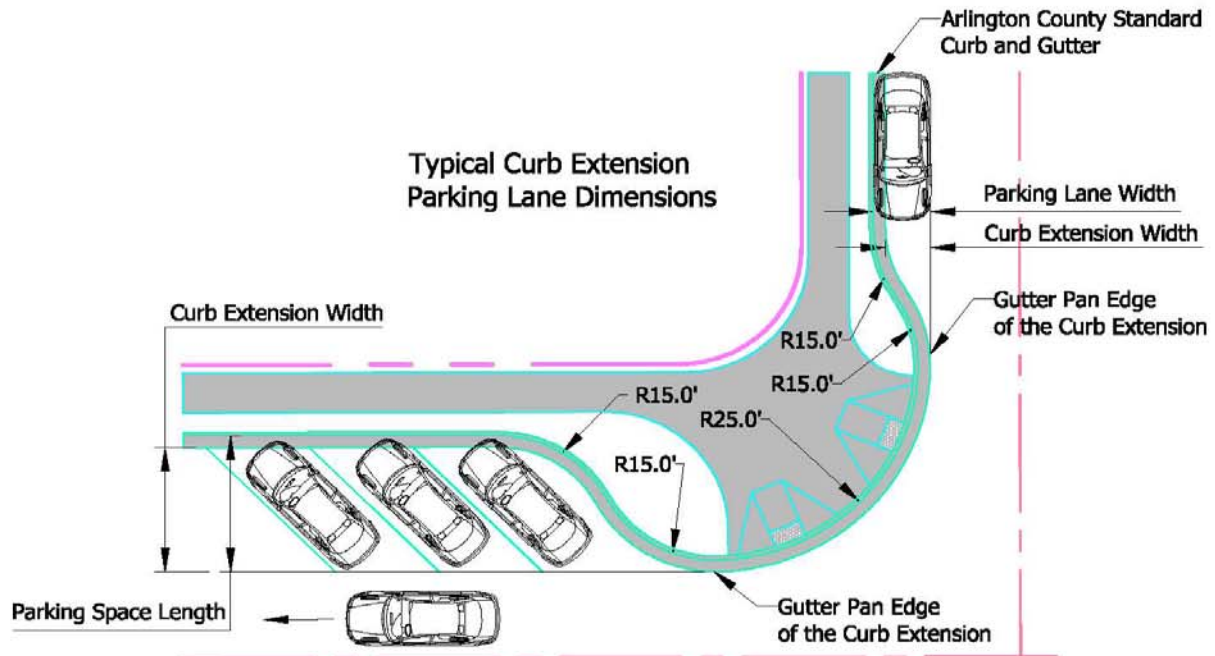 Arlington County Standard
Curb and Gutter
Typical Curb Extension
Parking Lane Dimensions
Parking Lane Width
Curb Extension Width
Gutter Pan Edge
of the Curb Extension
Curb Extension Width
R15.0'
R15.0'
R15.0'
R25.0'
R15.0'
Parking Space Length
Gutter Pan Edge
of the Curb Extension